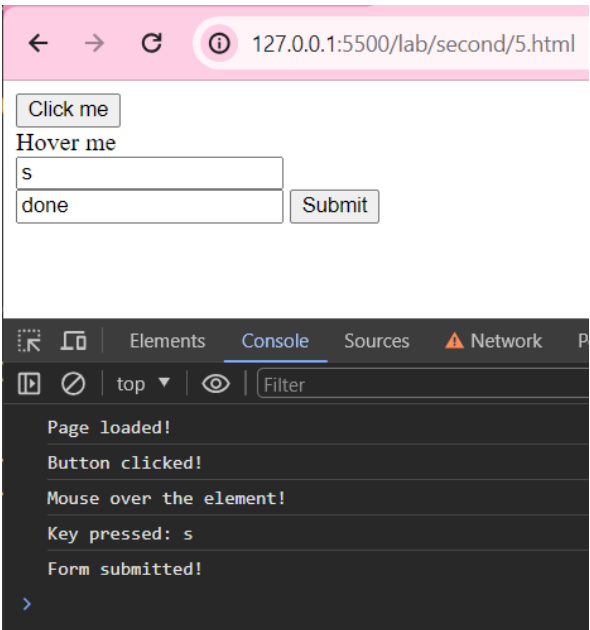 127.0.0.1:5500/lab/second/5.html
Click me
Hover me
s
done Submit
Elements Console Sources Network P
top Filter
Page loaded!
Button clicked!
Mouse over the element!
Key pressed: s
Form submitted!